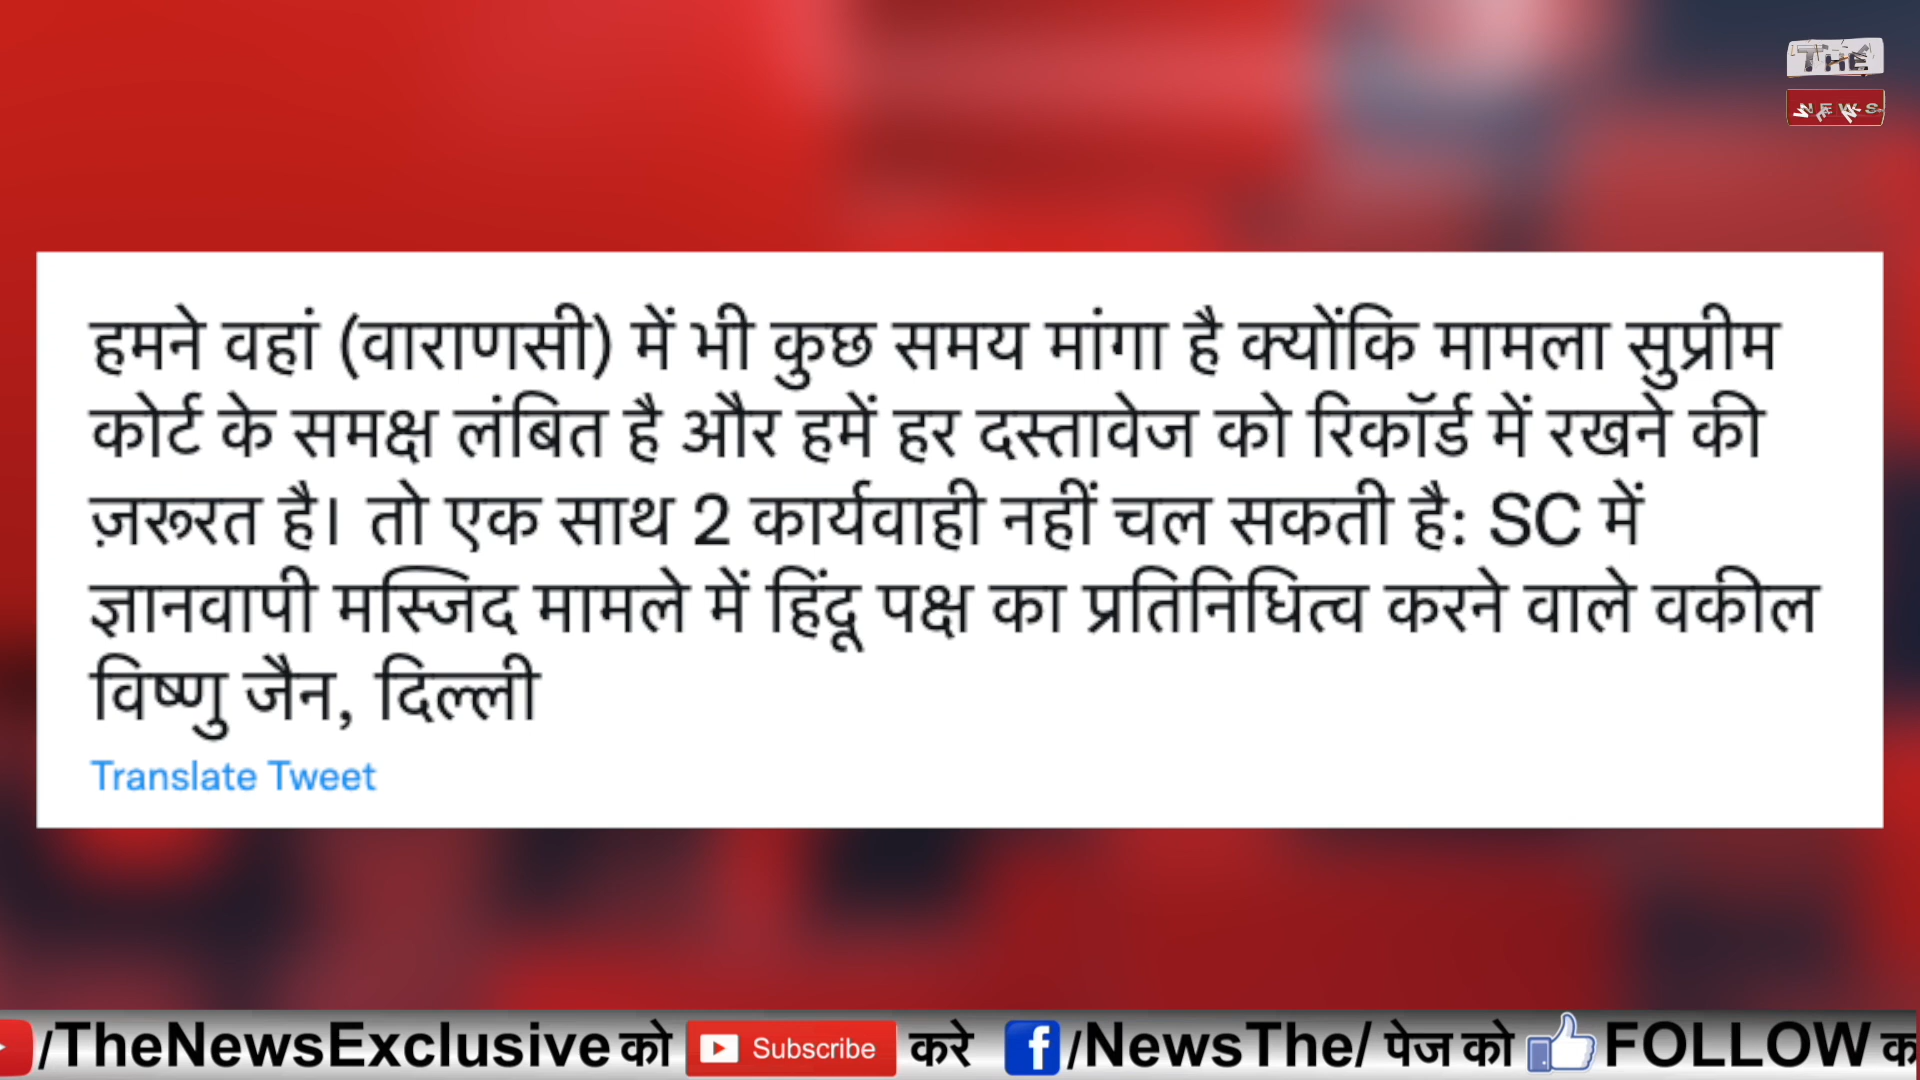 THE
NEWS
हमने वहां (वाराणसी) में भी कुछ समय मांगा है क्योंकि मामला सुप्रीम
कोर्ट के समक्ष लंबित है और हमें हर दस्तावेज को रिकॉर्ड में रखने की
ज़रूरत है। तो एक साथ 2 कार्यवाही नहीं चल सकती है: SC में
ज्ञानवापी मस्जिद मामले में हिंदू पक्ष का प्रतिनिधित्व करने वाले वकील
विष्णु जैन, दिल्ली
Translate Tweet
/TheNewsExclusive को Subscribe करे f/NewsThe/ पेज को FOLLOW क